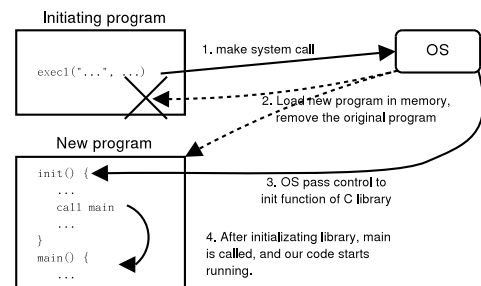 Initiating program
1. make system call
OS
execl("...", ...)
2. Load new program in memory,
remove the original program
New program
init() {
...
call main
...
}
main() {
...
3. OS pass control to
init function of C library
4. After initializating library, main
is called, and our code starts
running.